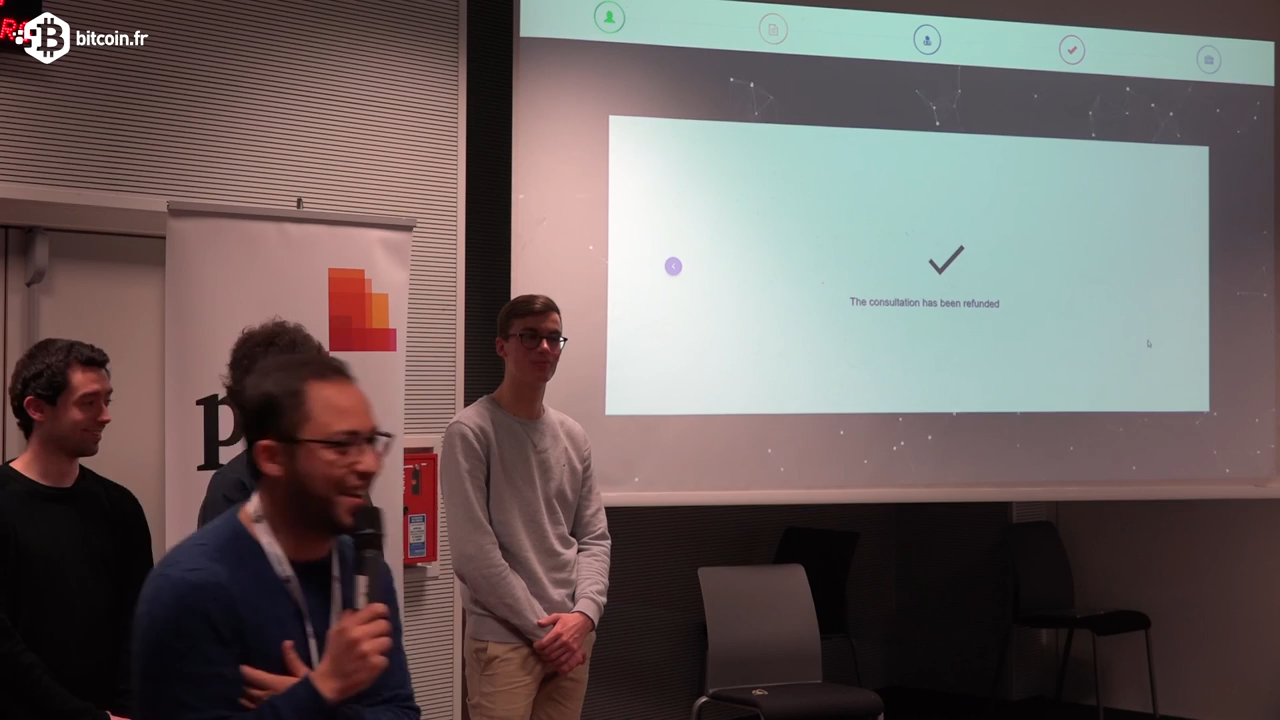 bitcoin.fr
The consultation has been refunded
p